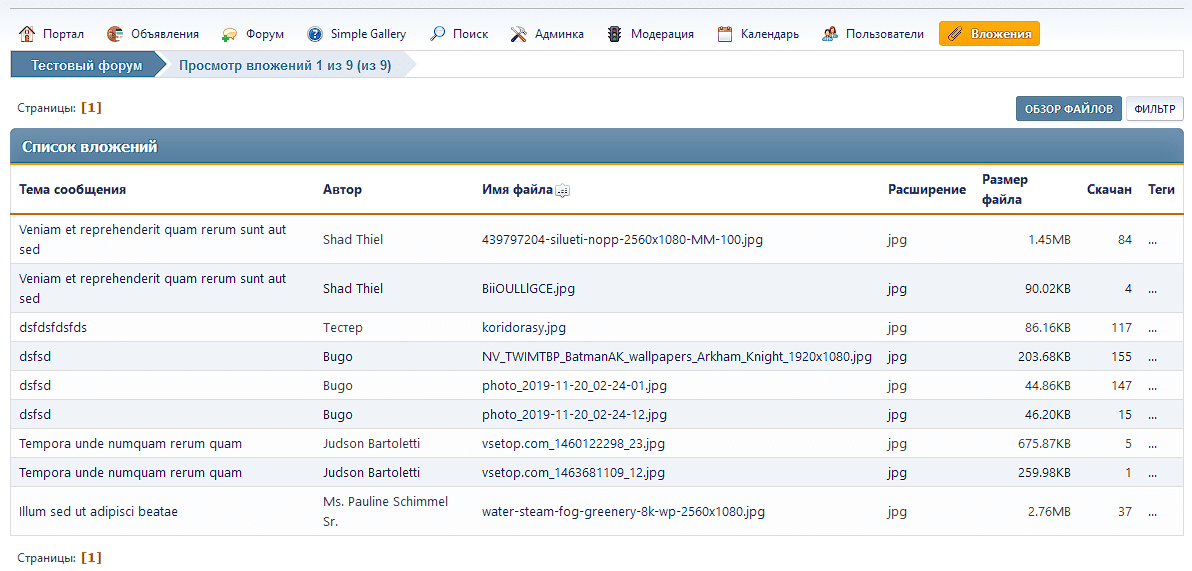 Портал Объявления Форум Simple Gallery Поиск Админка Модерация Календарь Пользователи Вложения
Тестовый форум Просмотр вложений 1 из 9 (из 9)
Страницы: [1] ОБЗОР ФАЙЛОВ ФИЛЬТР
Список вложений
Тема сообщения Автор Имя файла Расширение Размер файла Скачан Теги
Veniam et reprehenderit quam rerum sunt aut sed Shad Thiel 439797204-silueti-nopp-2560x1080-MM-100.jpg jpg 1.45MB 84 ...
Veniam et reprehenderit quam rerum sunt aut sed Shad Thiel BiiOULLlGCE.jpg jpg 90.02KB 4 ...
dsfdsfdsfds Тестер koridorasy.jpg jpg 86.16KB 117 ...
dsfsd Bugo NV_TWIMTBP_BatmanAK_wallpapers_Arkham_Knight_1920x1080.jpg jpg 203.68KB 155 ...
dsfsd Bugo photo_2019-11-20_02-24-01.jpg jpg 44.86KB 147 ...
dsfsd Bugo photo_2019-11-20_02-24-12.jpg jpg 46.20KB 15 ...
Tempora unde numquam rerum quam Judson Bartoletti vsetop.com_1460122298_23.jpg jpg 675.87KB 5 ...
Tempora unde numquam rerum quam Judson Bartoletti vsetop.com_1463681109_12.jpg jpg 259.98KB 1 ...
Illum sed ut adipisci beatae Ms. Pauline Schimmel Sr. water-steam-fog-greenery-8k-wp-2560x1080.jpg jpg 2.76MB 37 ...
Страницы: [1]